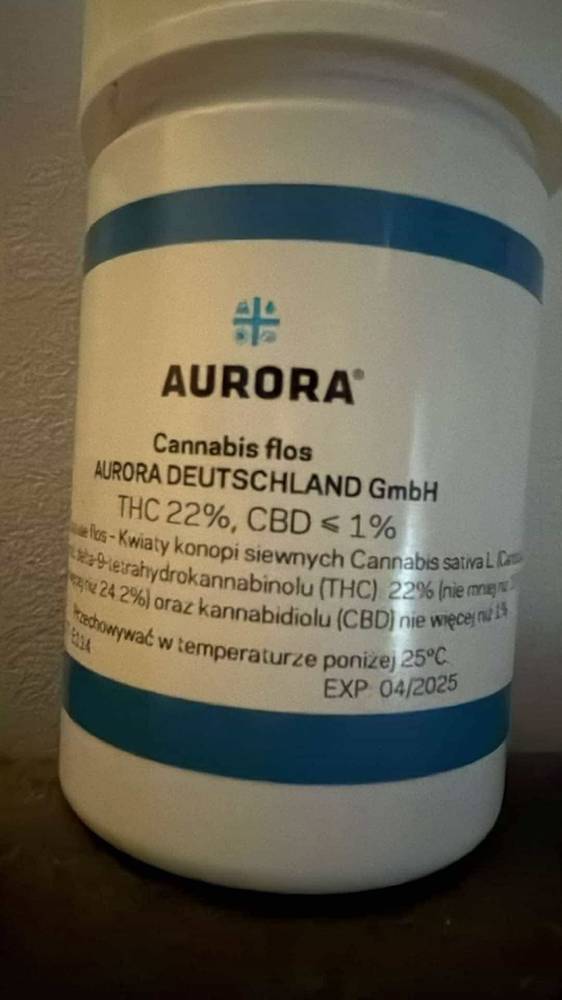 AURORA®
Cannabis flos
AURORA DEUTSCHLAND GmbH
THC 22%, CBD ⩽ 1%
flos - Kwiaty konopi siewnych Cannabis sativa L.
delta-9-tetrahydrokannabinolu (THC) 22% (nie mniej niż
niż 24.2%) oraz kannabidiolu (CBD) nie więcej niż 1%
Przechowywać w temperaturze poniżej 25°C.
E134
EXP 04/2025